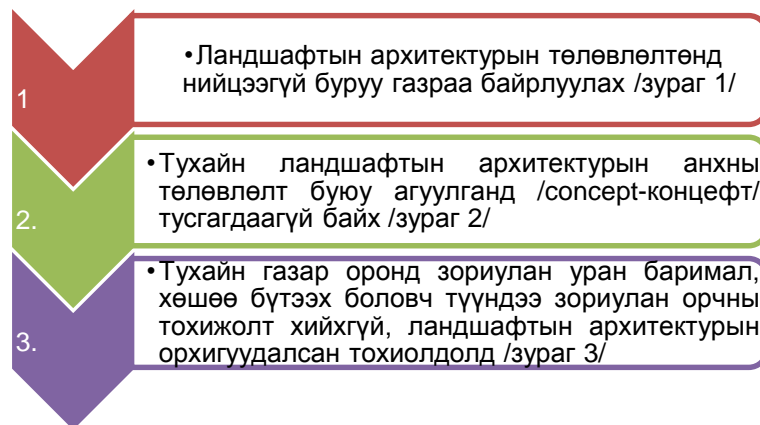 1
•Ландшафтын архитектурын төлөвлөлтөнд
нийцээгүй буруу газраа байрлуулах /зураг 1/
2.
•Тухайн ландшафтын архитектурын анхны
төлөвлөлт буюу агуулганд /concept-концефт/
тусгагдаагүй байх /зураг 2/
3.
•Тухайн газар оронд зориулан уран баримал,
хөшөө бүтээх боловч түүндээ зориулан орчны
тохижолт хийхгүй, ландшафтын архитектурын
орхигуудалсан тохиолдолд /зураг 3/